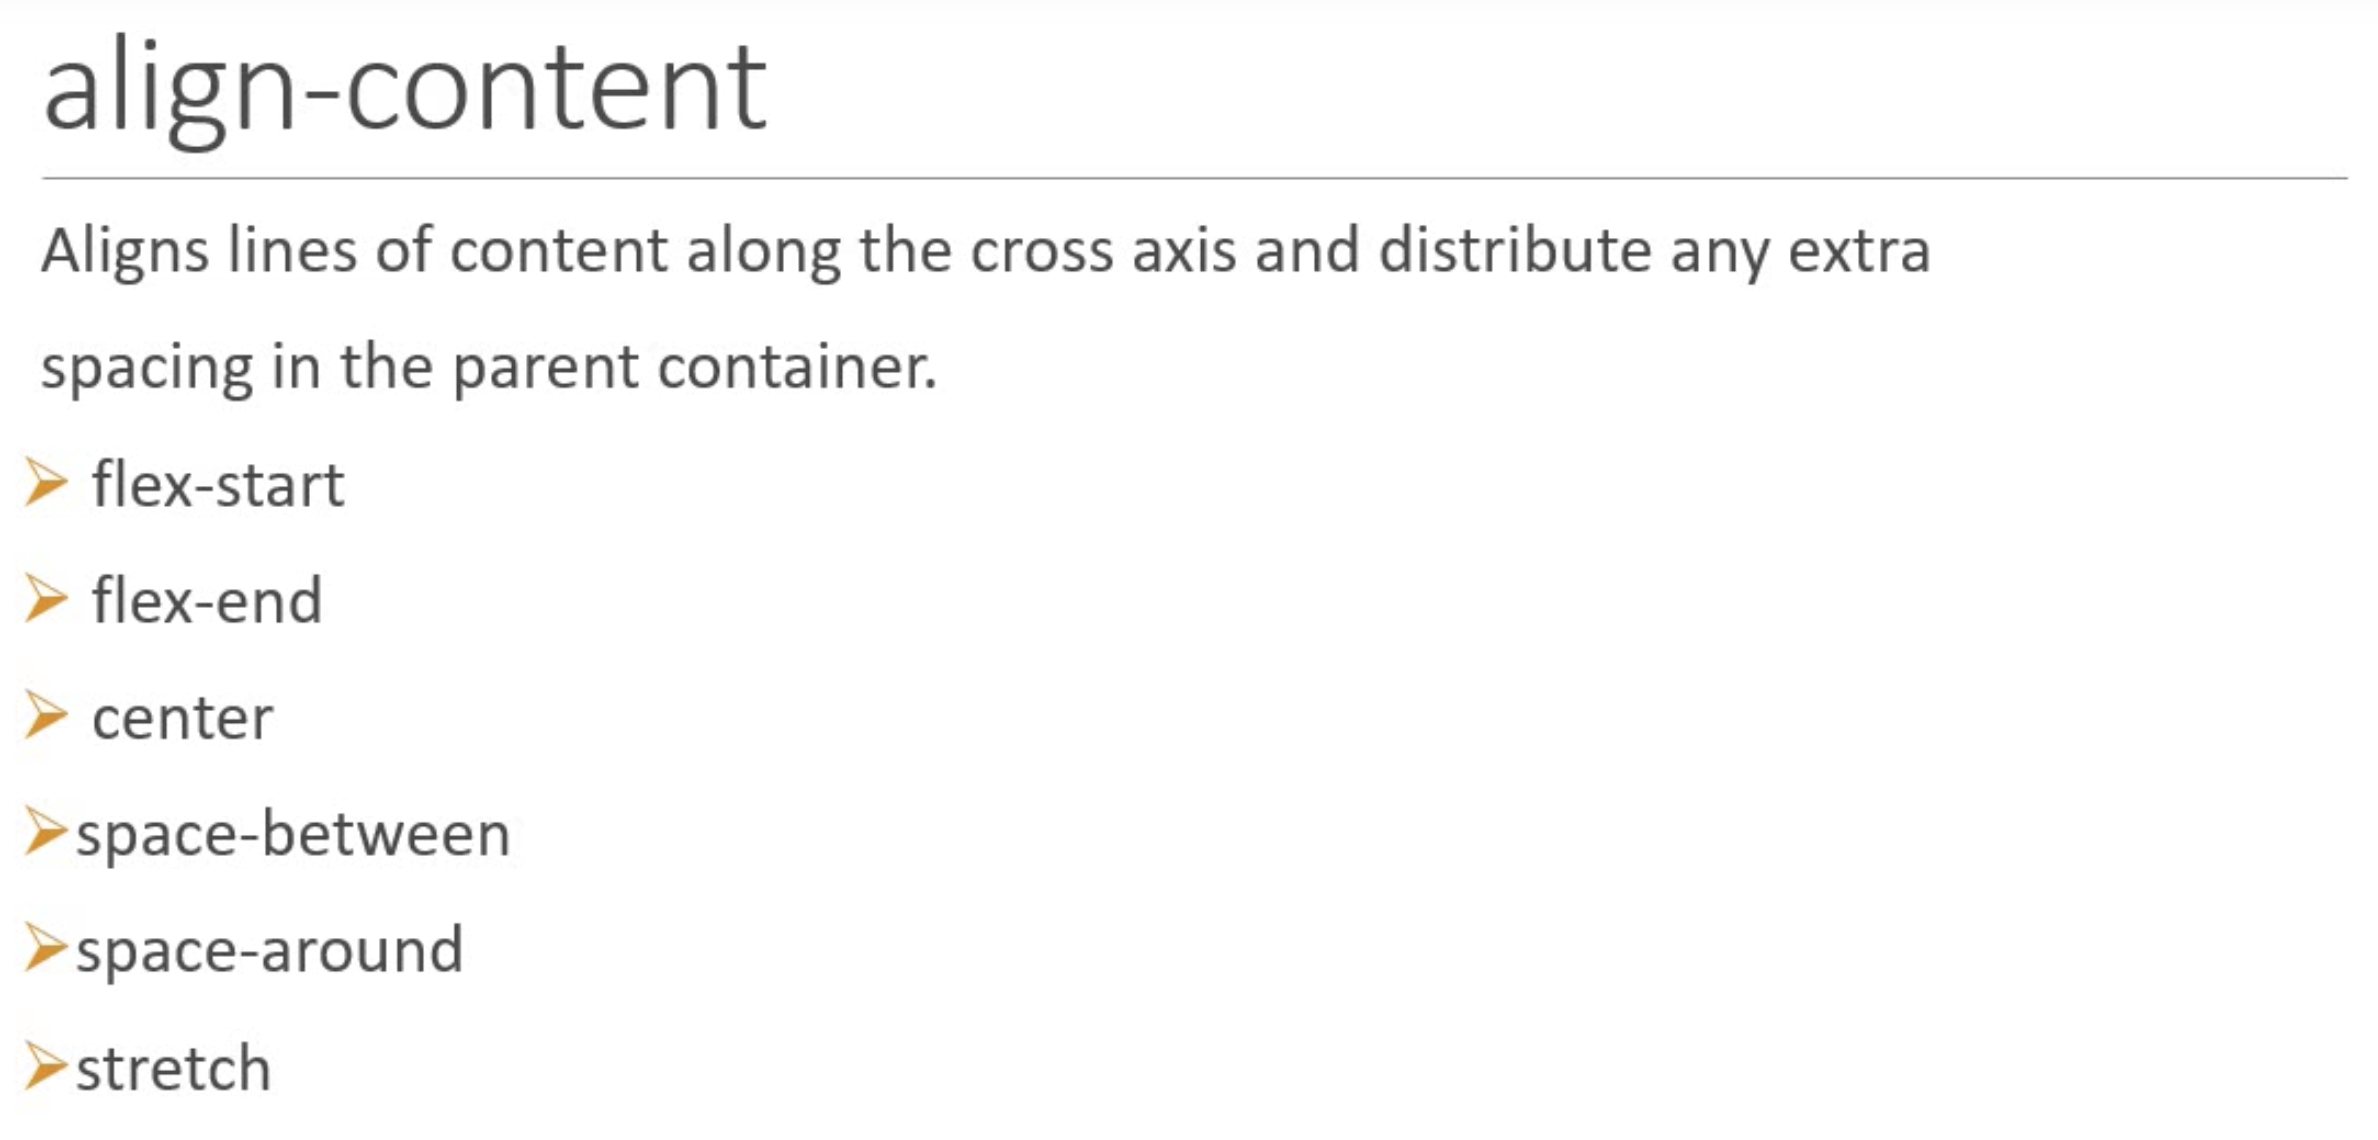 align-content
Aligns lines of content along the cross axis and distribute any extra
spacing in the parent container.
flex-start
flex-end
center
space-between
space-around
stretch